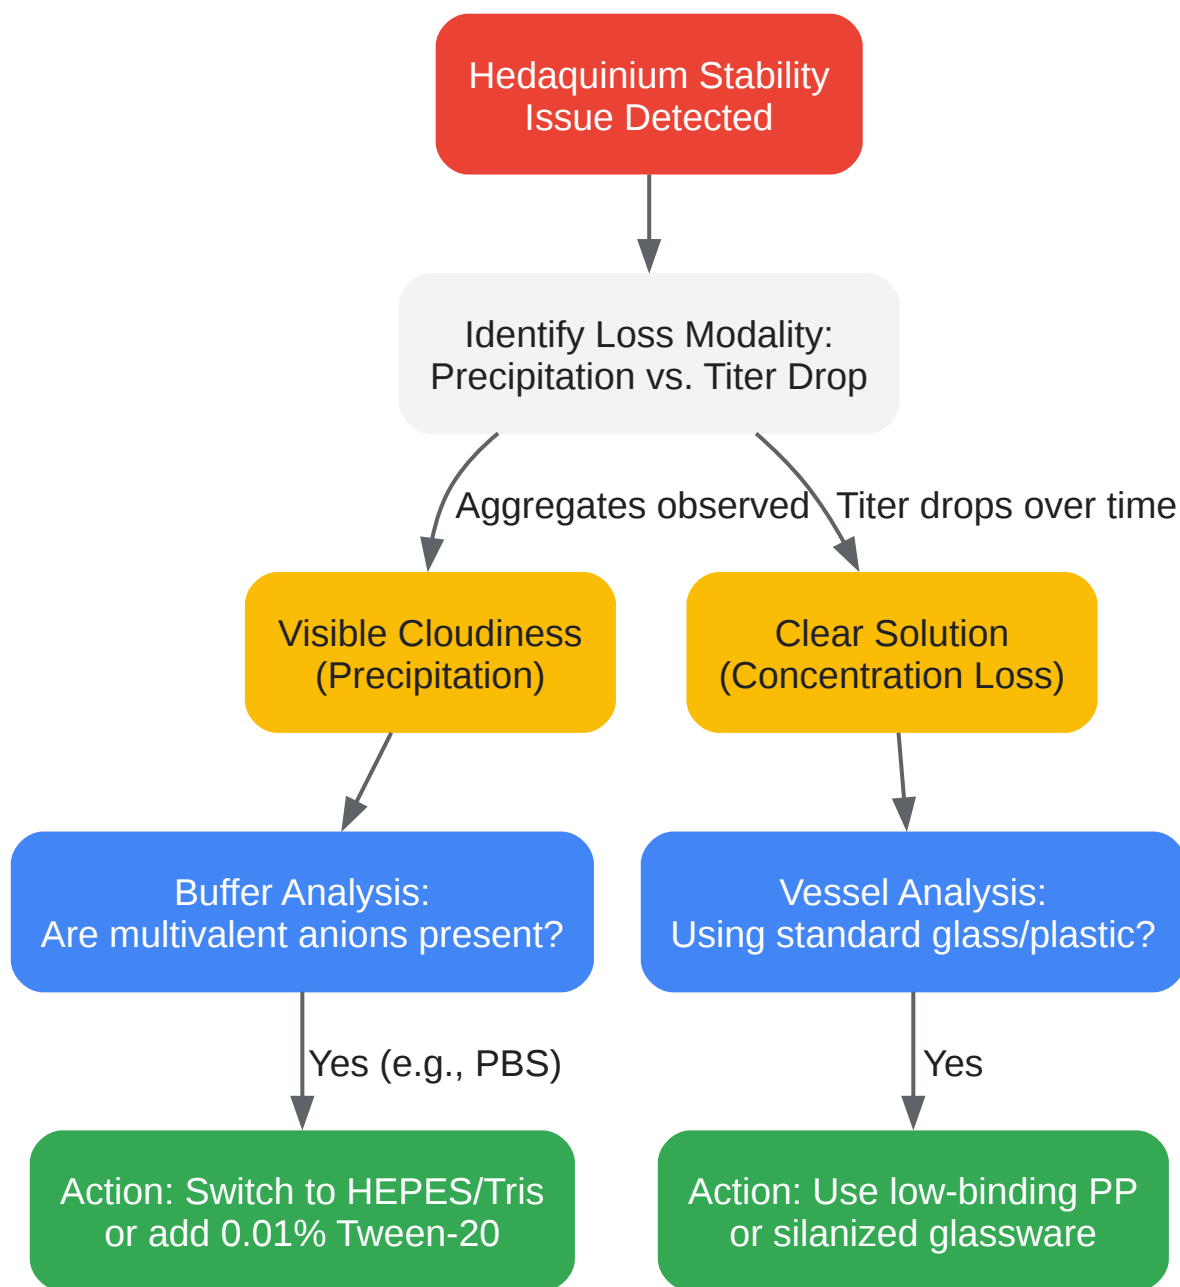 Hedaquinium Stability
Issue Detected
Identify Loss Modality:
Precipitation vs. Titer Drop
Aggregates observed
Titer drops over time
Visible Cloudiness
(Precipitation)
Clear Solution
(Concentration Loss)
Buffer Analysis:
Are multivalent anions present?
Vessel Analysis:
Using standard glass/plastic?
Yes (e.g., PBS)
Yes
Action: Switch to HEPES/Tris
or add 0.01% Tween-20
Action: Use low-binding PP
or silanized glassware